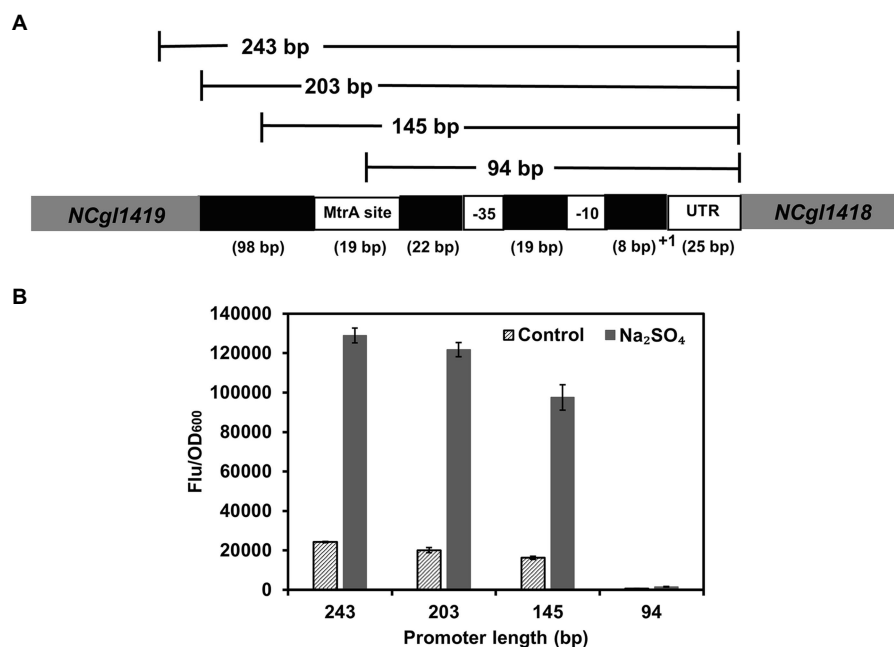 A
243 bp
203 bp
145 bp
94 bp
NCgl1419 MtrA site -35 -10 UTR NCgl1418
(98 bp) (19 bp) (22 bp) (19 bp) (8 bp) +1 (25 bp)
B
140000
120000
100000
80000
60000
40000
20000
0
Flu/OD600
Control Na₂SO₄
243 203 145 94
Promoter length (bp)